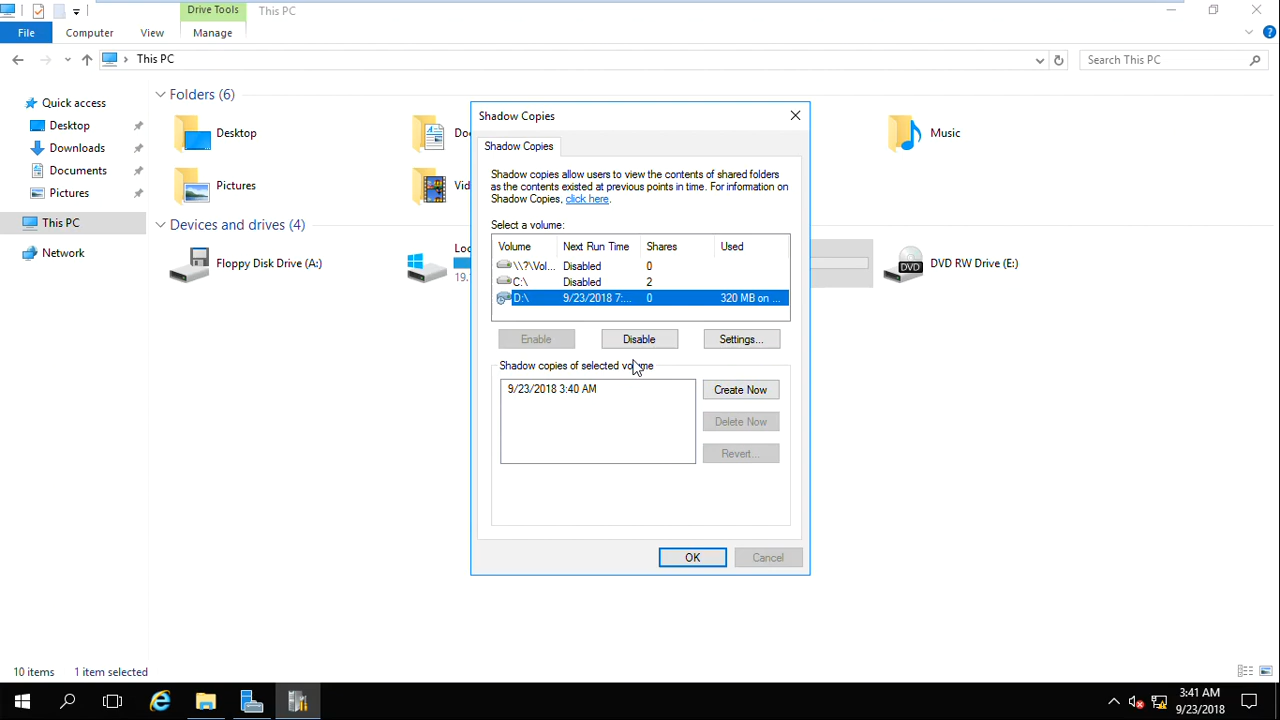 Drive Tools
This PC
File
Computer
View
Manage
This PC
Search This PC
Quick access
Desktop
Downloads
Documents
Pictures
This PC
Network
Folders (6)
Desktop
Doc
Music
Pictures
Vid
Devices and drives (4)
Floppy Disk Drive (A:)
Loc
19.
DVD
DVD RW Drive (E:)
Shadow Copies
Shadow Copies
Shadow copies allow users to view the contents of shared folders
as the contents existed at previous points in time. For information on
Shadow Copies, click here.
Select a volume:
Volume Next Run Time Shares Used
\\?\Vol... Disabled 0
C:\ Disabled 2
D:\ 9/23/2018 7:... 0 320 MB on ...
Enable
Disable
Settings...
Shadow copies of selected volume
9/23/2018 3:40 AM
Create Now
Delete Now
Revert...
OK
Cancel
10 items
1 item selected
3:41 AM
9/23/2018